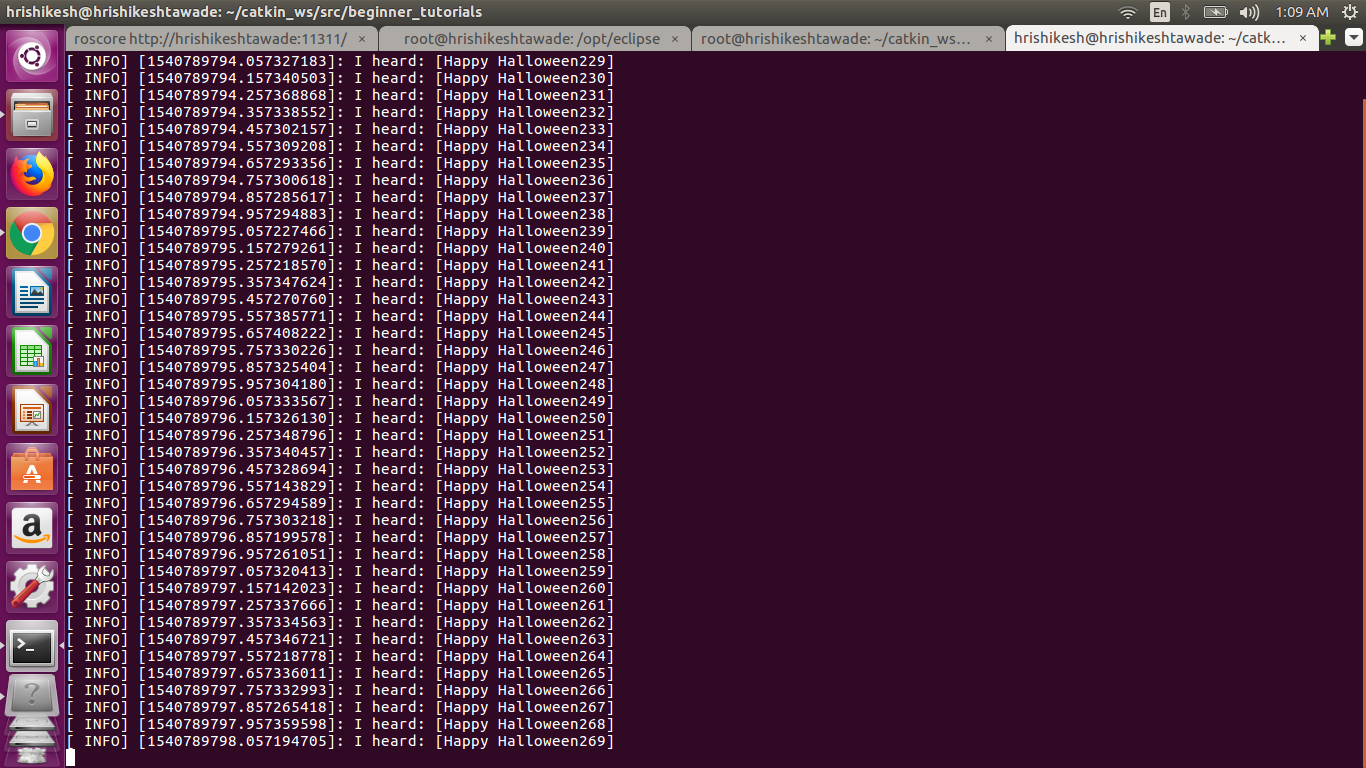 hrishikesh@hrishikeshtawade: ~/catkin_ws/src/beginner_tutorials
En
1:09 AM
roscore http://hrishikeshtawade:11311/ ×
root@hrishikeshtawade: /opt/eclipse ×
root@hrishikeshtawade: ~/catkin_ws... ×
hrishikesh@hrishikeshtawade: ~/catk... ×
[ INFO] [1540789794.057327183]: I heard: [Happy Halloween229]
[ INFO] [1540789794.157340503]: I heard: [Happy Halloween230]
[ INFO] [1540789794.257368868]: I heard: [Happy Halloween231]
[ INFO] [1540789794.357338552]: I heard: [Happy Halloween232]
[ INFO] [1540789794.457302157]: I heard: [Happy Halloween233]
[ INFO] [1540789794.557309208]: I heard: [Happy Halloween234]
[ INFO] [1540789794.657293356]: I heard: [Happy Halloween235]
[ INFO] [1540789794.757300618]: I heard: [Happy Halloween236]
[ INFO] [1540789794.857285617]: I heard: [Happy Halloween237]
[ INFO] [1540789794.957294883]: I heard: [Happy Halloween238]
[ INFO] [1540789795.057227466]: I heard: [Happy Halloween239]
[ INFO] [1540789795.157279261]: I heard: [Happy Halloween240]
[ INFO] [1540789795.257218570]: I heard: [Happy Halloween241]
[ INFO] [1540789795.357347624]: I heard: [Happy Halloween242]
[ INFO] [1540789795.457270760]: I heard: [Happy Halloween243]
[ INFO] [1540789795.557385771]: I heard: [Happy Halloween244]
[ INFO] [1540789795.657408222]: I heard: [Happy Halloween245]
[ INFO] [1540789795.757330226]: I heard: [Happy Halloween246]
[ INFO] [1540789795.857325404]: I heard: [Happy Halloween247]
[ INFO] [1540789795.957304180]: I heard: [Happy Halloween248]
[ INFO] [1540789796.057333567]: I heard: [Happy Halloween249]
[ INFO] [1540789796.157326130]: I heard: [Happy Halloween250]
[ INFO] [1540789796.257348796]: I heard: [Happy Halloween251]
[ INFO] [1540789796.357340457]: I heard: [Happy Halloween252]
[ INFO] [1540789796.457328694]: I heard: [Happy Halloween253]
[ INFO] [1540789796.557143829]: I heard: [Happy Halloween254]
[ INFO] [1540789796.657294589]: I heard: [Happy Halloween255]
[ INFO] [1540789796.757303218]: I heard: [Happy Halloween256]
[ INFO] [1540789796.857199578]: I heard: [Happy Halloween257]
[ INFO] [1540789796.957261051]: I heard: [Happy Halloween258]
[ INFO] [1540789797.057320413]: I heard: [Happy Halloween259]
[ INFO] [1540789797.157142023]: I heard: [Happy Halloween260]
[ INFO] [1540789797.257337666]: I heard: [Happy Halloween261]
[ INFO] [1540789797.357334563]: I heard: [Happy Halloween262]
[ INFO] [1540789797.457346721]: I heard: [Happy Halloween263]
[ INFO] [1540789797.557218778]: I heard: [Happy Halloween264]
[ INFO] [1540789797.657336011]: I heard: [Happy Halloween265]
[ INFO] [1540789797.757332993]: I heard: [Happy Halloween266]
[ INFO] [1540789797.857265418]: I heard: [Happy Halloween267]
[ INFO] [1540789797.957359598]: I heard: [Happy Halloween268]
[ INFO] [1540789798.057194705]: I heard: [Happy Halloween269]